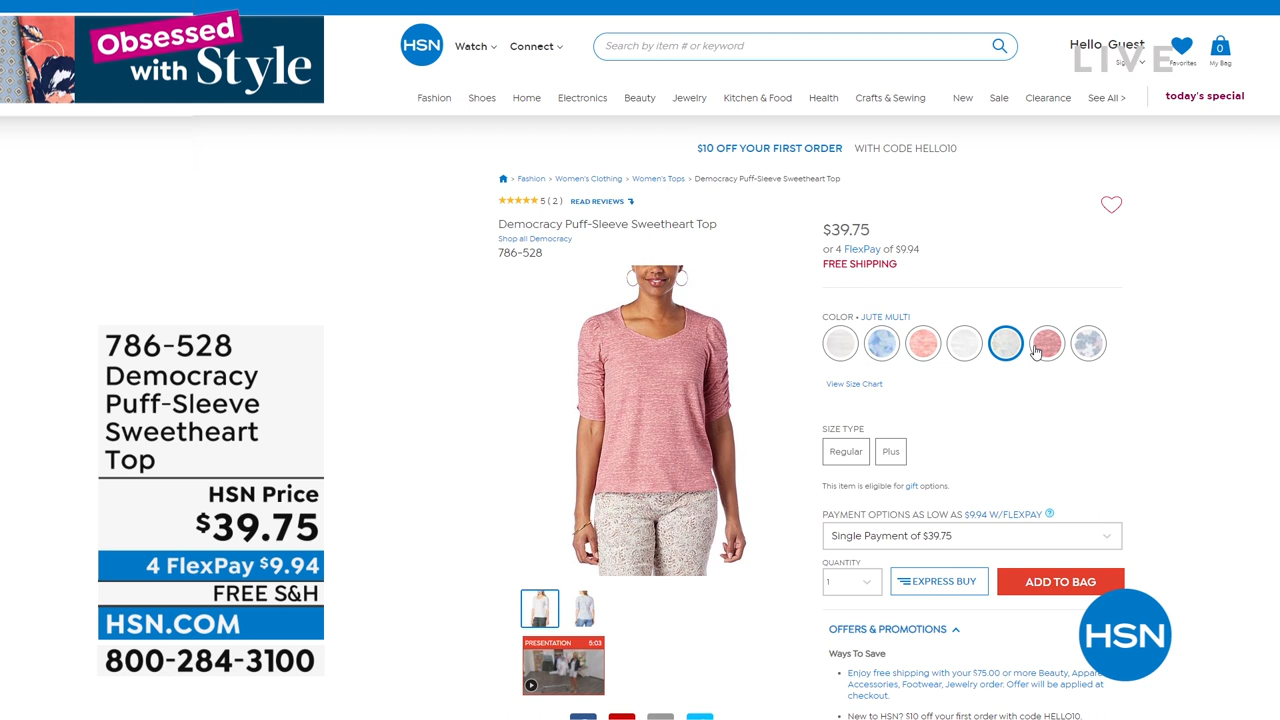 Obsessed
with Style
HSN
Watch
Connect
Search by item # or keyword
Hello, Guest
LIVE
Favorites
0
My Bag
Fashion
Shoes
Home
Electronics
Beauty
Jewelry
Kitchen & Food
Health
Crafts & Sewing
New
Sale
Clearance
See All >
today's special
$10 OFF YOUR FIRST ORDER WITH CODE HELLO10
> Fashion > Women's Clothing > Women's Tops > Democracy Puff-Sleeve Sweetheart Top
5 ( 2 ) READ REVIEWS
Democracy Puff-Sleeve Sweetheart Top
Shop all Democracy
786-528
$39.75
or 4 FlexPay of $9.94
FREE SHIPPING
COLOR • JUTE MULTI
View Size Chart
SIZE TYPE
Regular
Plus
This item is eligible for gift options.
PAYMENT OPTIONS AS LOW AS $9.94 W/FLEXPAY ?
Single Payment of $39.75
QUANTITY
1
EXPRESS BUY
ADD TO BAG
OFFERS & PROMOTIONS
Ways To Save
• Enjoy free shipping with your $75.00 or more Beauty,
Accessories, Footwear, Jewelry order. Offer will be applied at
checkout.
• New to HSN? $10 off your first order with code HELLO10.
HSN
PRESENTATION 5:03
786-528
Democracy
Puff-Sleeve
Sweetheart
Top
HSN Price
$39.75
4 FlexPay $9.94
FREE S&H
HSN.COM
800-284-3100